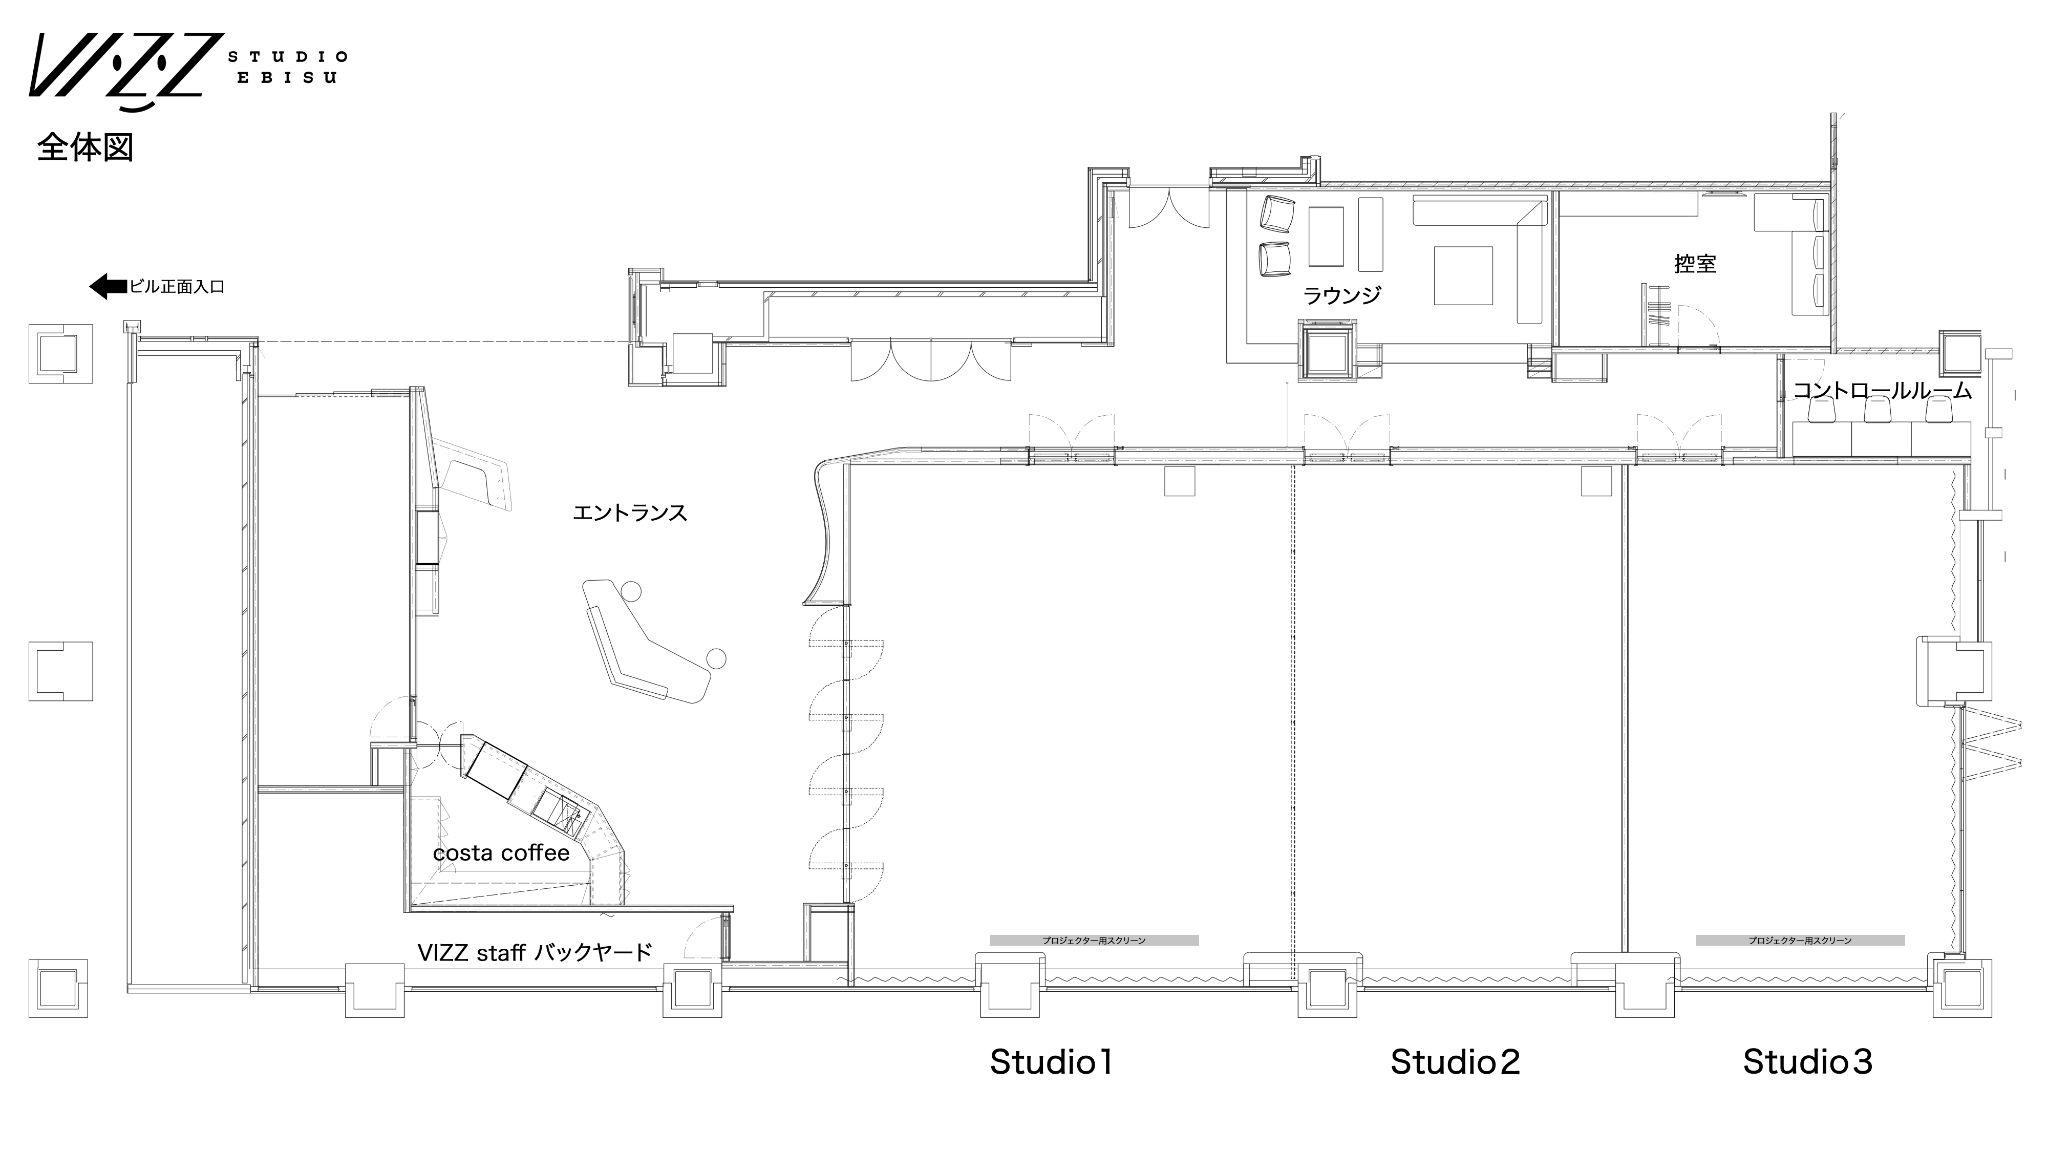 VIZZ STUDIO
EBISU
全体図
ビル正面入口
ラウンジ
控室
コントロールルーム
エントランス
costa coffee
VIZZ staff バックヤード
プロジェクター用スクリーン
プロジェクター用スクリーン
Studio1
Studio2
Studio3